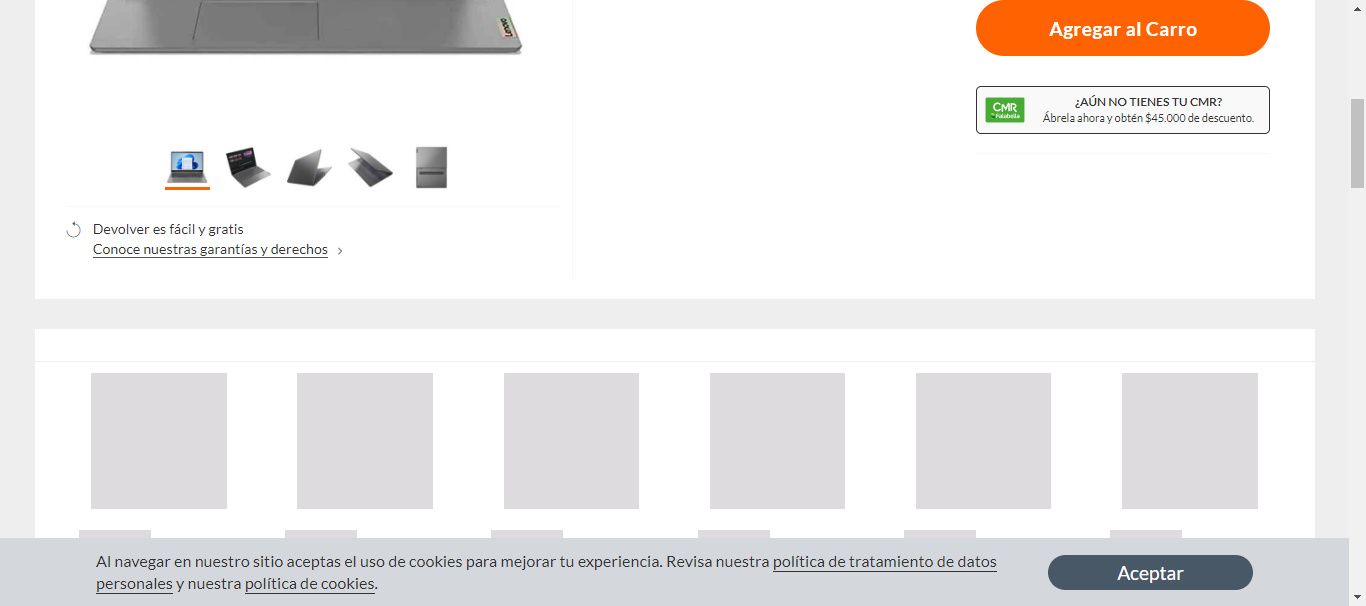 Lenovo
Agregar al Carro
CMR
Falabella
¿AÚN NO TIENES TU CMR?
Ábrela ahora y obtén $45.000 de descuento.
Devolver es fácil y gratis
Conoce nuestras garantías y derechos
Al navegar en nuestro sitio aceptas el uso de cookies para mejorar tu experiencia. Revisa nuestra política de tratamiento de datos
personales y nuestra política de cookies.
Aceptar